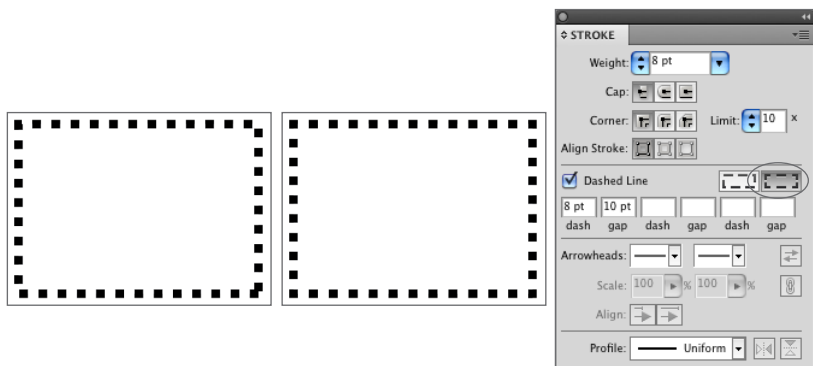 STROKE
Weight: 8 pt
Cap:
Corner: Limit: 10 x
Align Stroke:
Dashed Line
8 pt 10 pt
dash gap dash gap dash gap
Arrowheads:
Scale: 100 % 100 %
Align:
Profile: Uniform